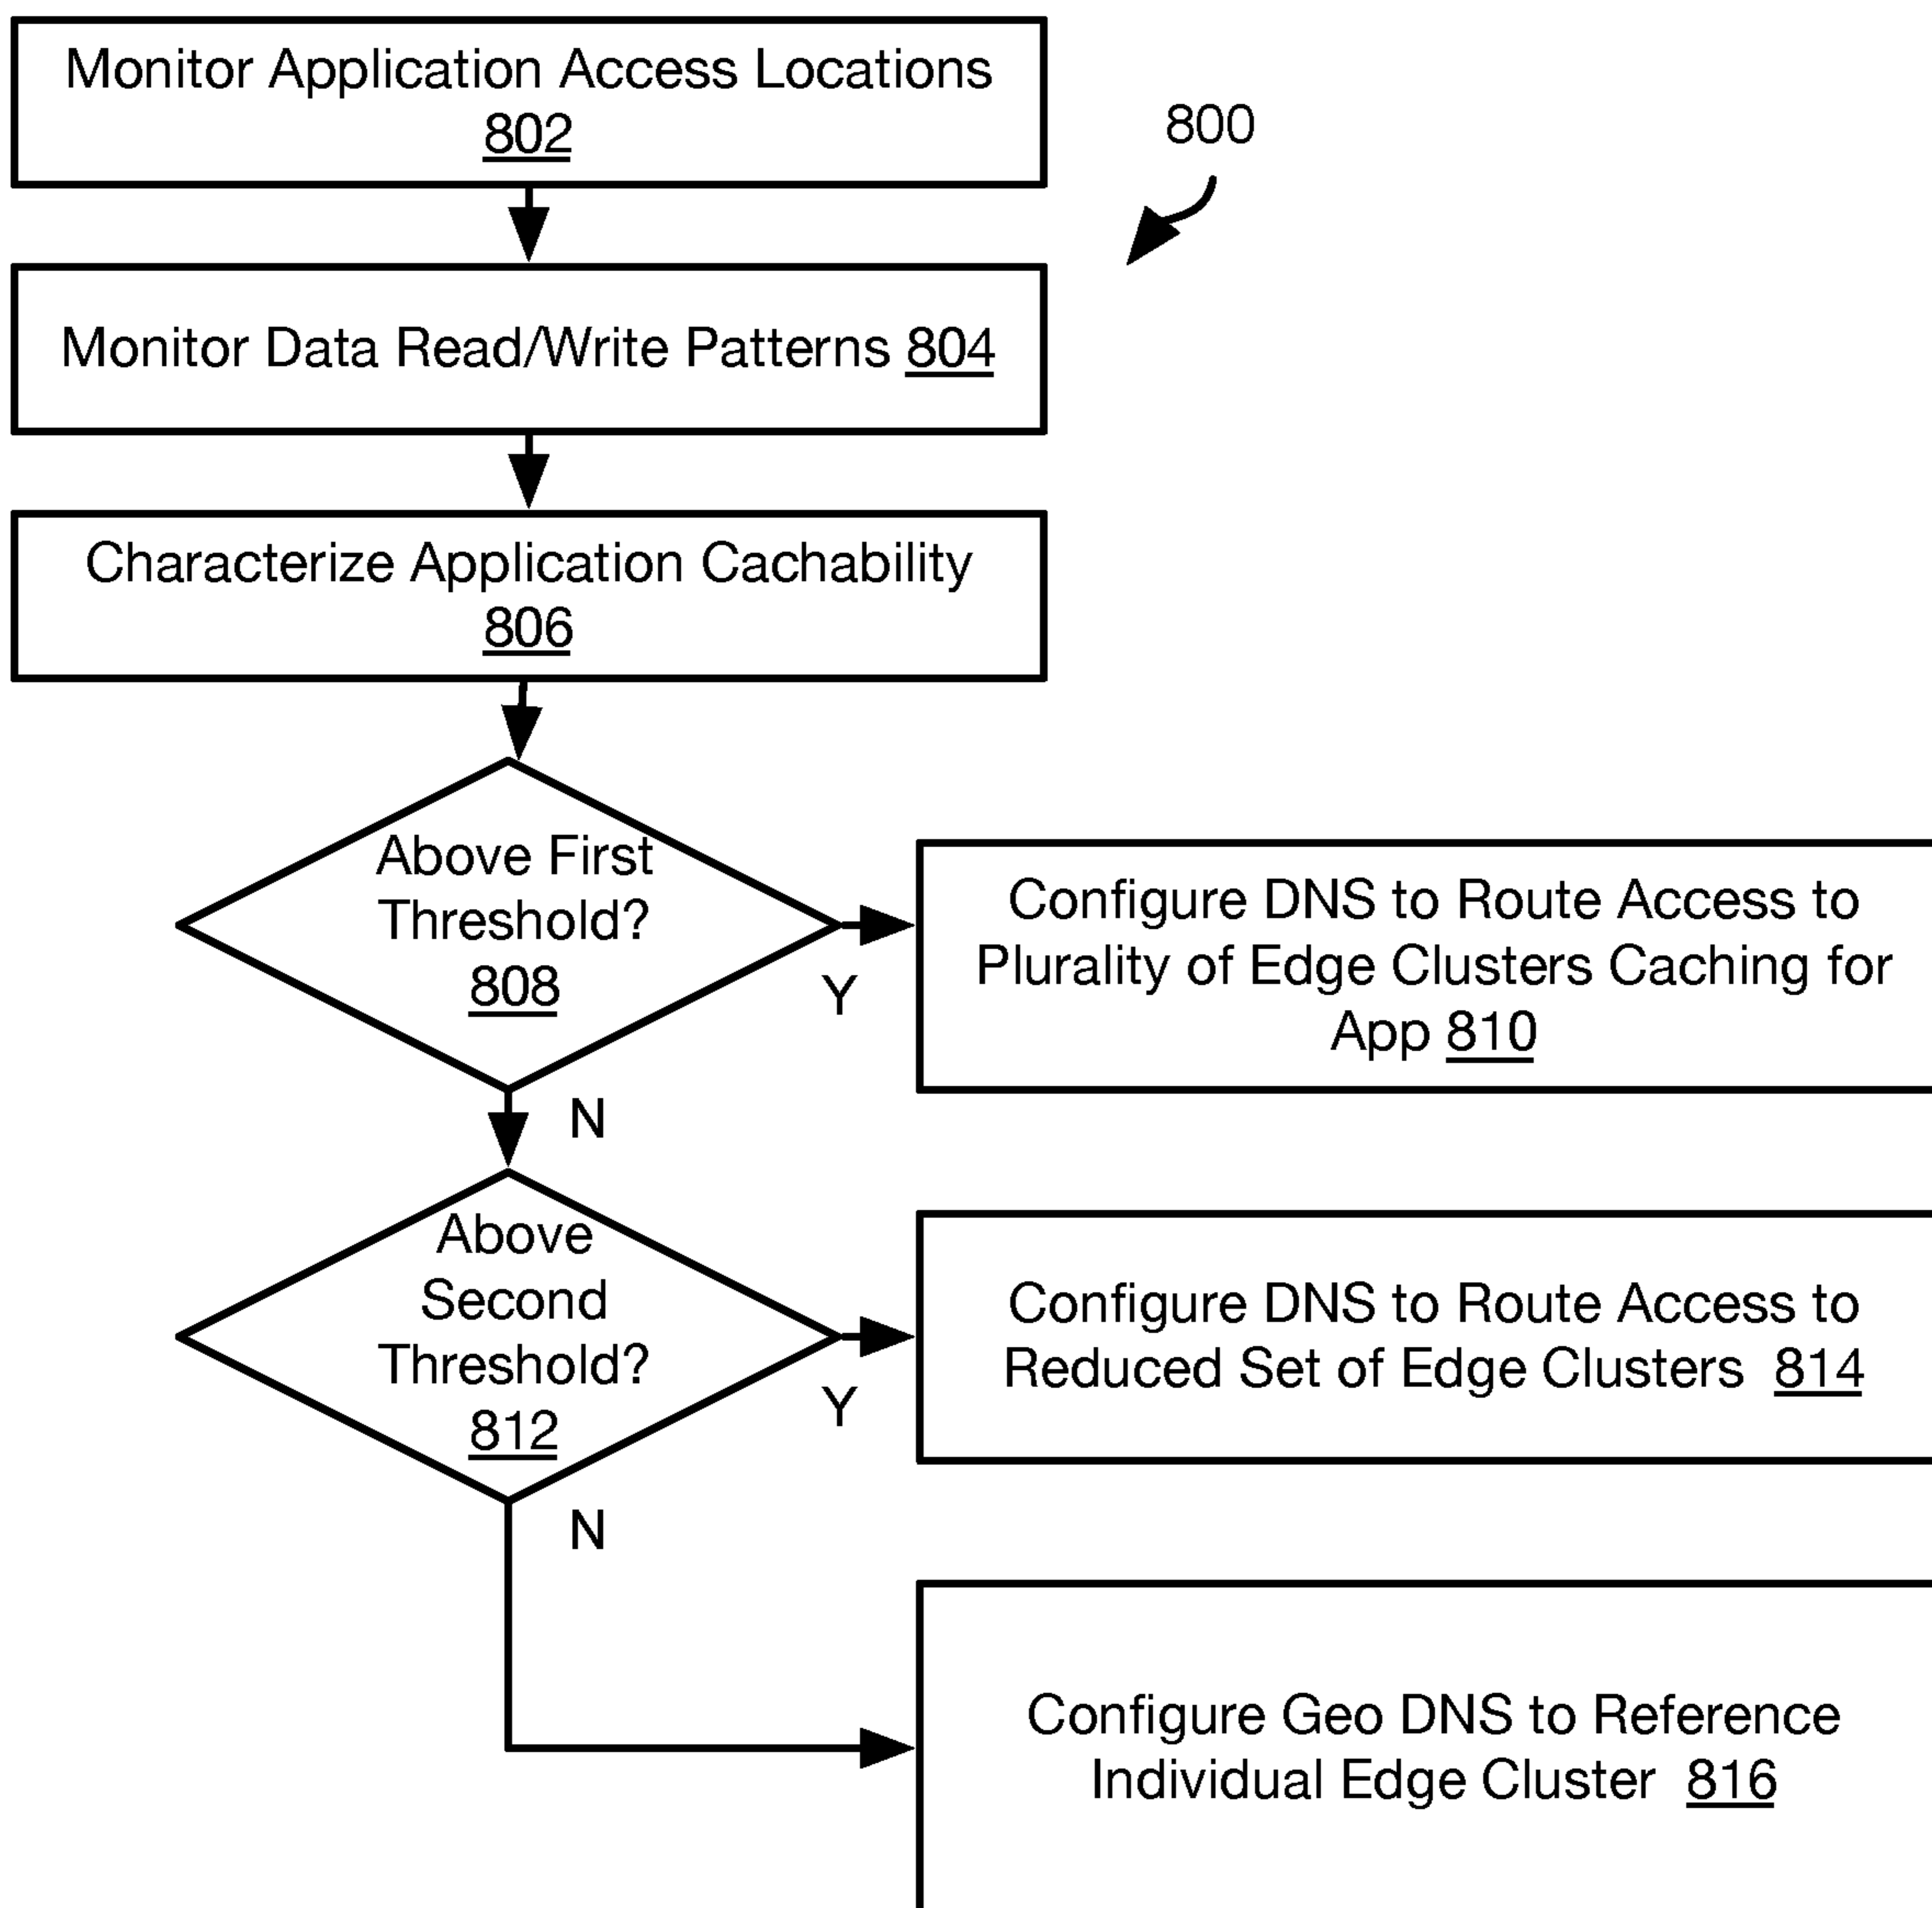 Monitor Application Access Locations
802
800
Monitor Data Read/Write Patterns 804
Characterize Application Cachability
806
Above First
Threshold?
808
Y
N
Configure DNS to Route Access to
Plurality of Edge Clusters Caching for
App 810
Above
Second
Threshold?
812
Y
N
Configure DNS to Route Access to
Reduced Set of Edge Clusters 814
Configure Geo DNS to Reference
Individual Edge Cluster 816